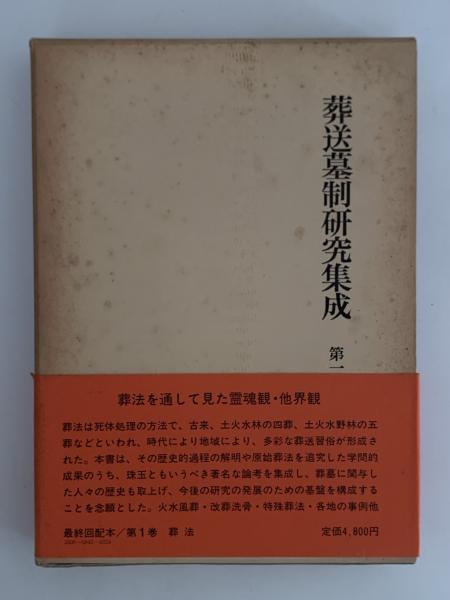 葬送墓制研究集成
第一
葬法を通して見た霊魂観・他界観
葬法は死体処理の方法で、古来、土火水林の四葬、土火水野林の五
葬などといわれ、時代により地域により、多彩な葬送習俗が形成さ
れた。本書は、その歴史的過程の解明や原始葬法を追究した学問的
成果のうち、珠玉ともいうべき著名な論考を集成し、葬墓に関与し
た人々の歴史も取上げ、今後の研究の発展のための基盤を構成する
ことを念願とした。火水風葬・改葬洗骨・特殊葬法・各地の事例他
最終回配本／第1巻 葬法
定価4,800円